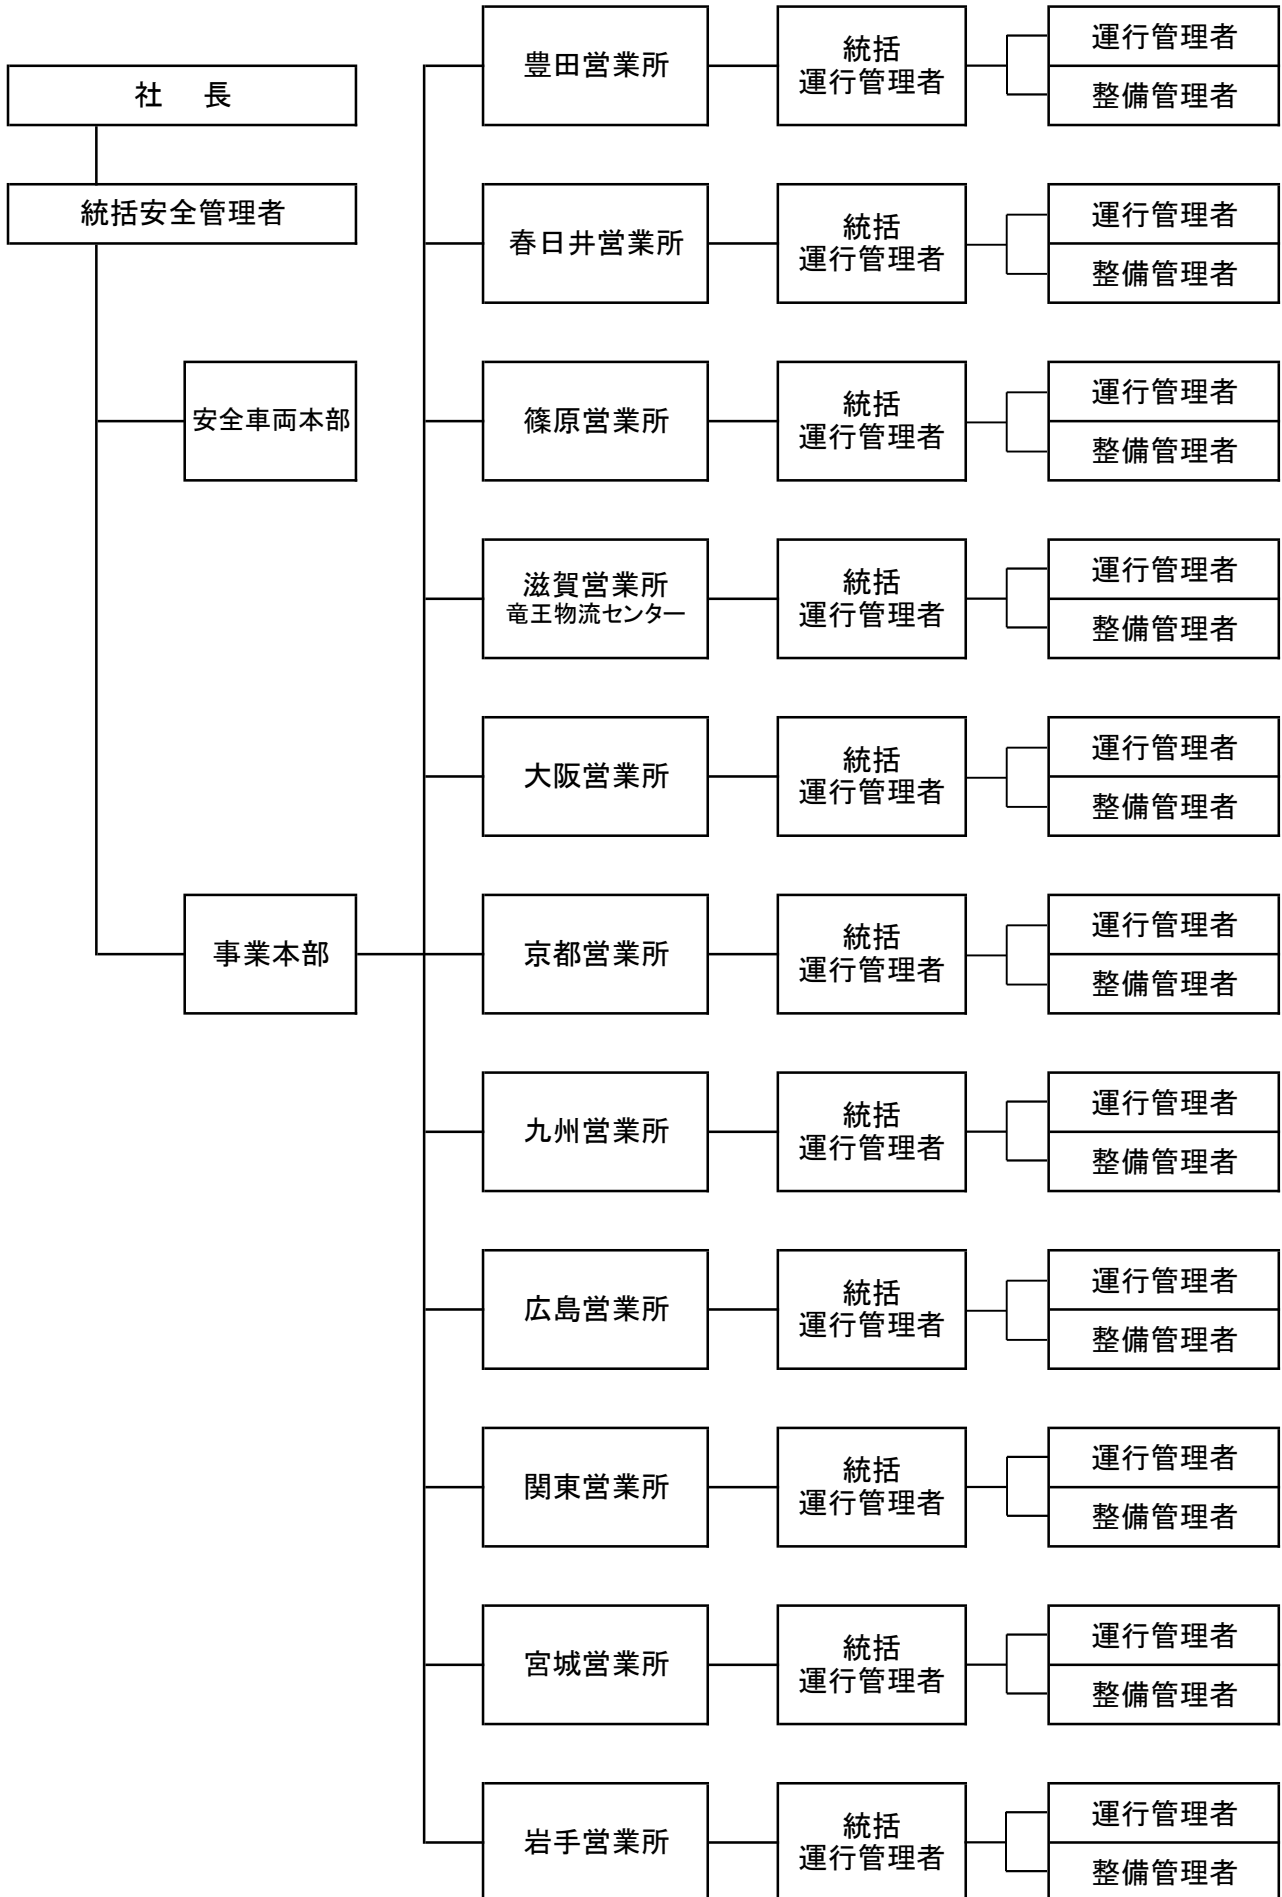 社　長
統括安全管理者
安全車両本部
事業本部
豊田営業所
統括
運行管理者
運行管理者
整備管理者
春日井営業所
統括
運行管理者
運行管理者
整備管理者
篠原営業所
統括
運行管理者
運行管理者
整備管理者
滋賀営業所
竜王物流センター
統括
運行管理者
運行管理者
整備管理者
大阪営業所
統括
運行管理者
運行管理者
整備管理者
京都営業所
統括
運行管理者
運行管理者
整備管理者
九州営業所
統括
運行管理者
運行管理者
整備管理者
広島営業所
統括
運行管理者
運行管理者
整備管理者
関東営業所
統括
運行管理者
運行管理者
整備管理者
宮城営業所
統括
運行管理者
運行管理者
整備管理者
岩手営業所
統括
運行管理者
運行管理者
整備管理者